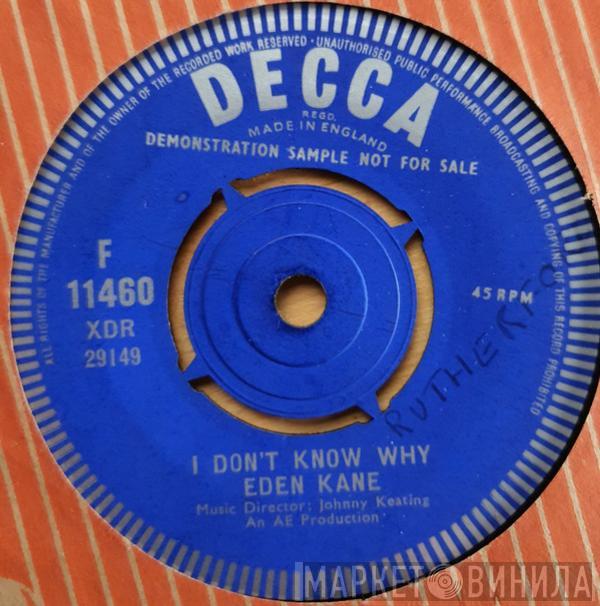 ALL RIGHTS OF THE MANUFACTURER AND OF THE OWNER OF THE RECORDED WORK RESERVED · UNAUTHORISED PUBLIC PERFORMANCE BROADCASTING AND COPYING OF THIS RECORD PROHIBITED
DECCA
REGD.
MADE IN ENGLAND
DEMONSTRATION SAMPLE NOT FOR SALE
F
11460
XDR
29149
45 RPM
I DON'T KNOW WHY
EDEN KANE
Music Director: Johnny Keating
An AE Production
МАРКЕТ ВИНИЛА